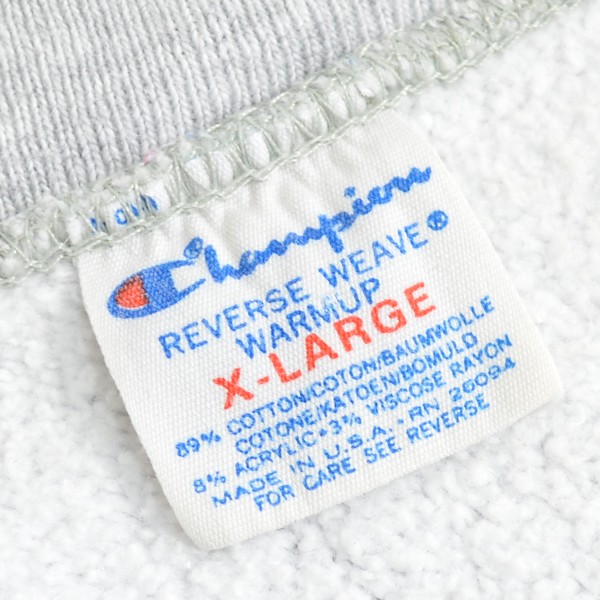 Champion
REVERSE WEAVE®
WARMUP
X-LARGE
89% COTTON/COTON/BAUMWOLLE
COTONE/KATOEN/BOMULD
8% ACRYLIC·3% VISCOSE RAYON
MADE IN U.S.A.·RN 26094
FOR CARE SEE REVERSE